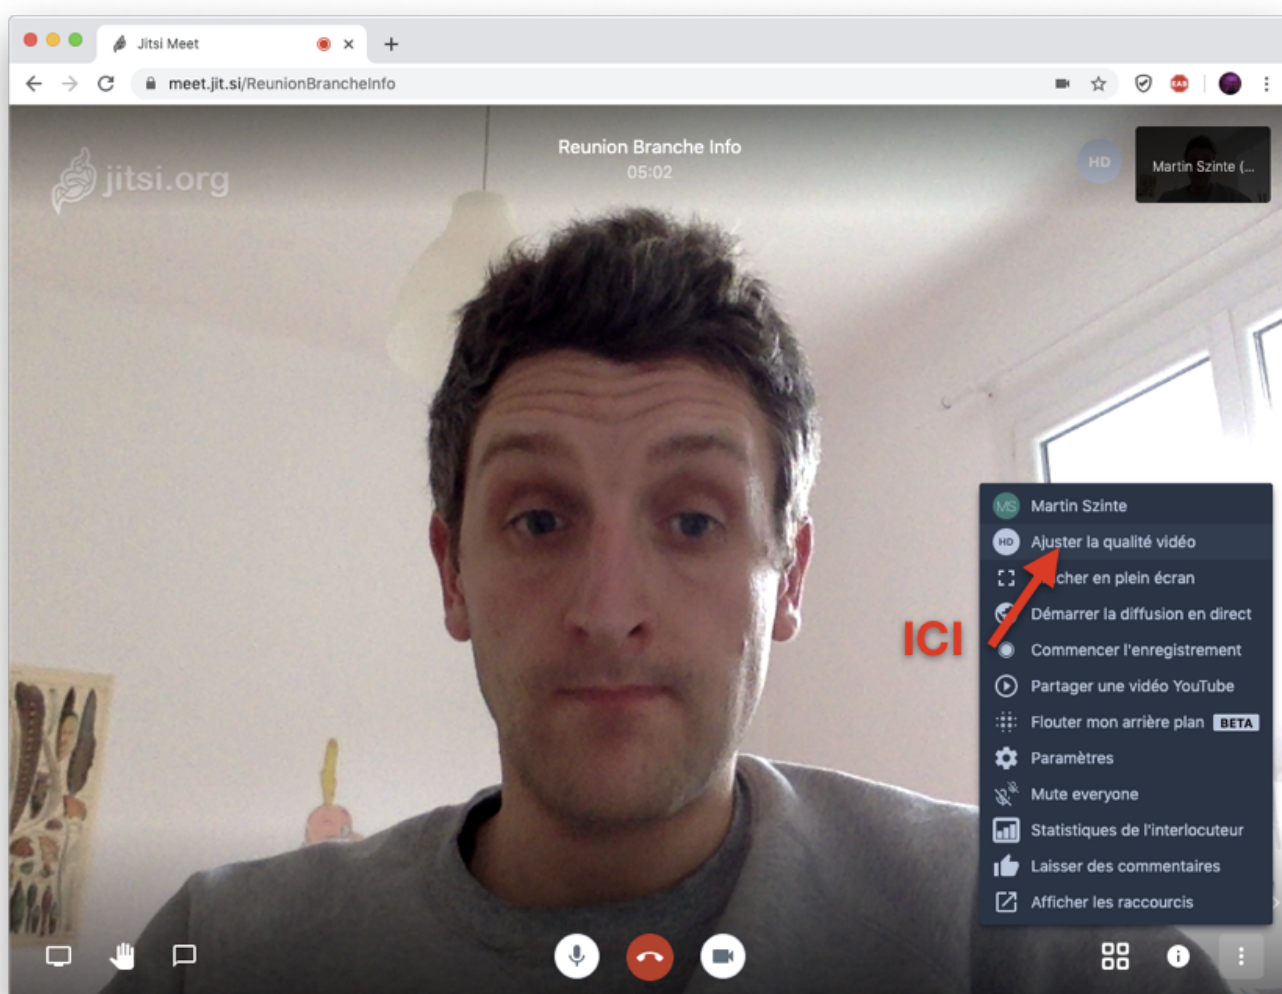 Jitsi Meet
meet.jit.si/ReunionBrancheInfo
EAB
jitsi.org
Reunion Branche Info
05:02
HD
Martin Szinte (...
MS Martin Szinte
HD Ajuster la qualité vidéo
cher en plein écran
Démarrer la diffusion en direct
ICI
Commencer l'enregistrement
Partager une vidéo YouTube
Flouter mon arrière plan BETA
Paramètres
Mute everyone
Statistiques de l'interlocuteur
Laisser des commentaires
Afficher les raccourcis